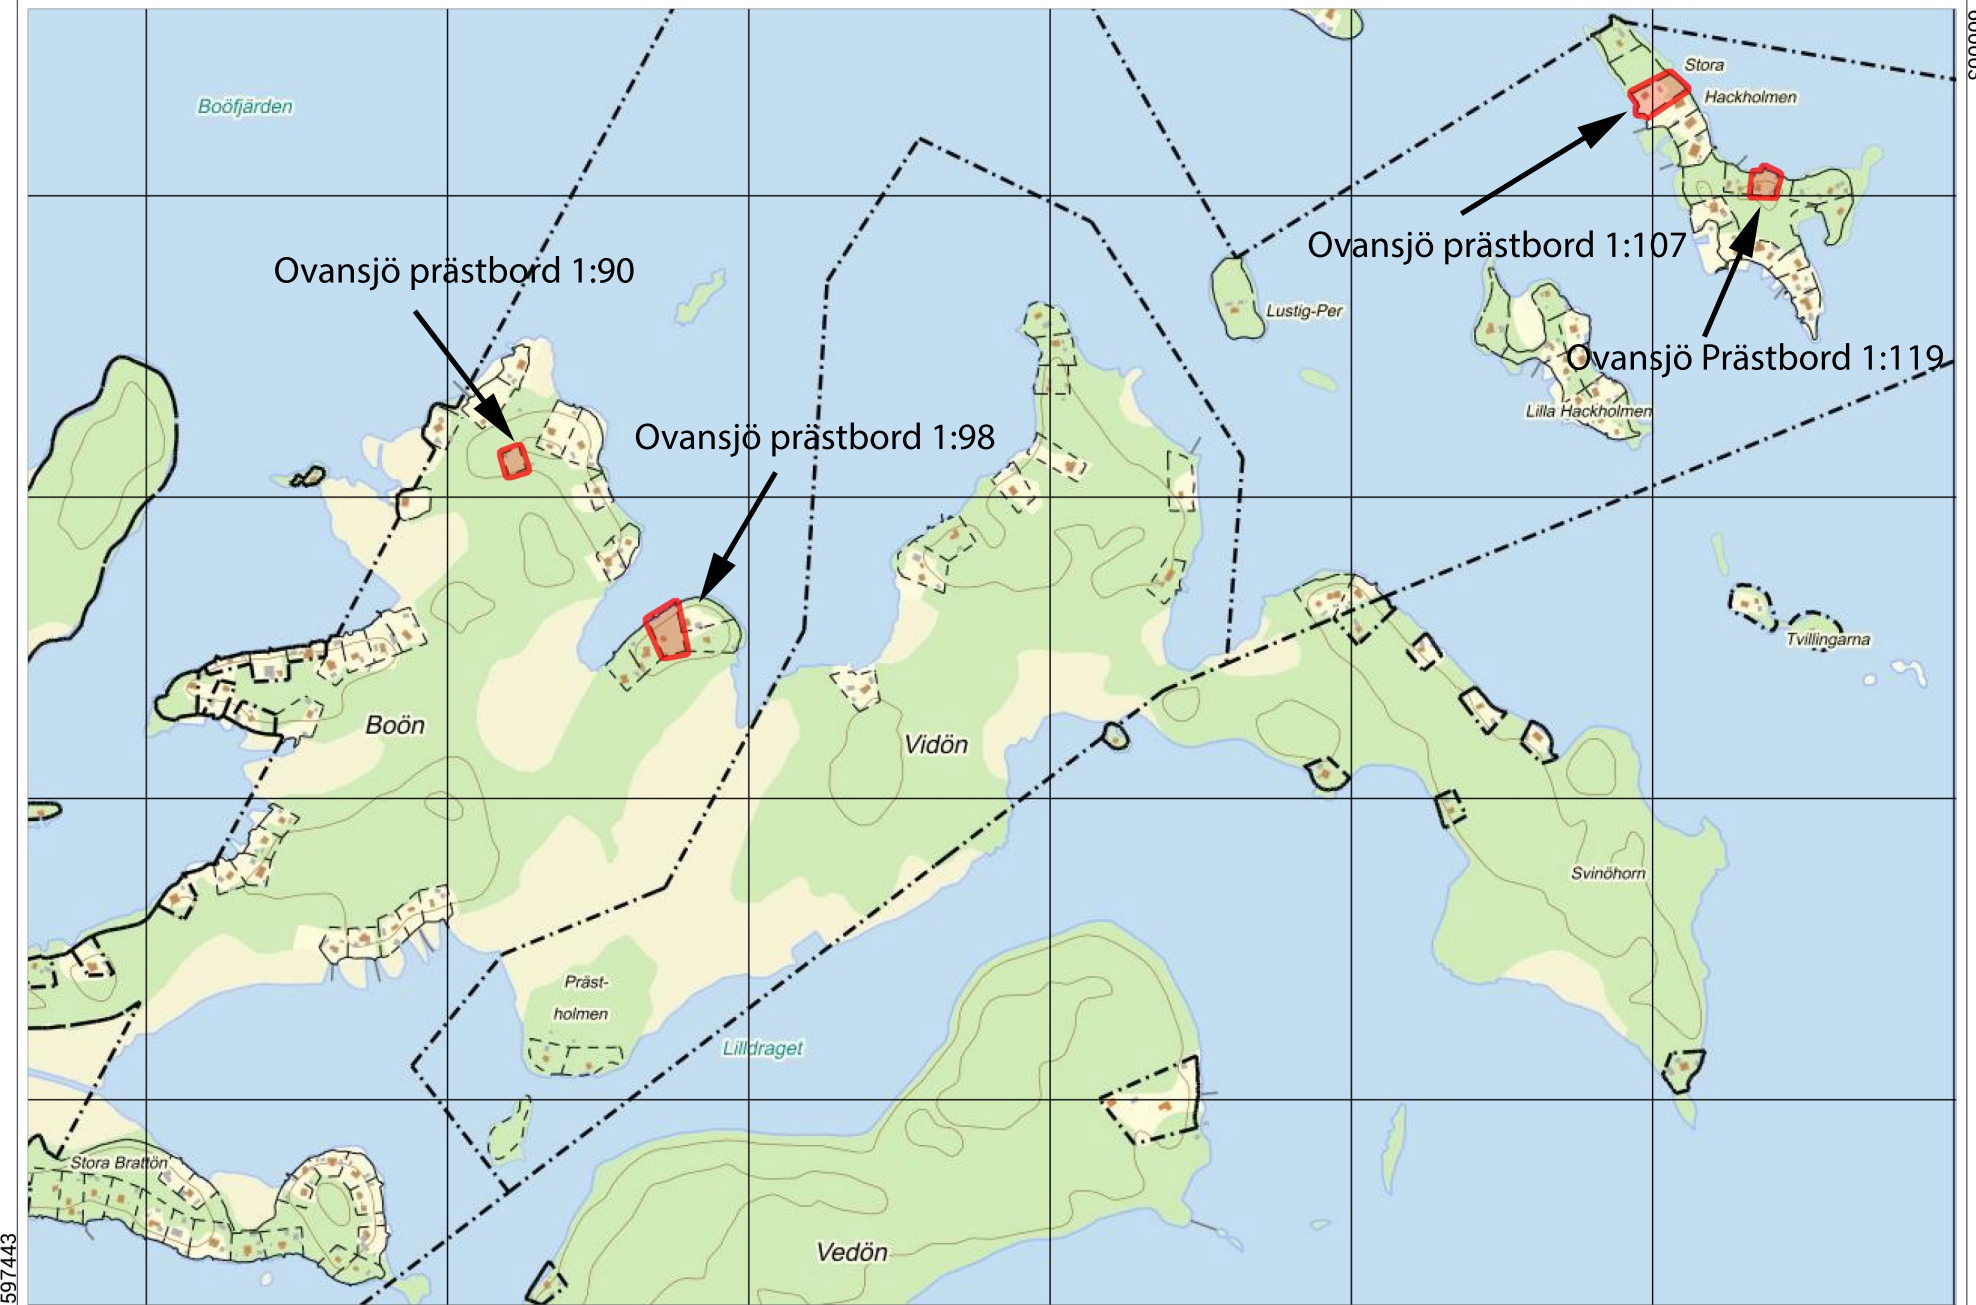 Boöfjärden
Stora
Hackholmen
Ovansjö prästbord 1:107
Ovansjö prästbord 1:90
Lustig-Per
Ovansjö Prästbord 1:119
Lilla Hackholmen
Ovansjö prästbord 1:98
Tvillingarna
Boön
Vidön
Svinöhorn
Präst-
holmen
Lilldraget
Stora Brattön
Vedön
597443